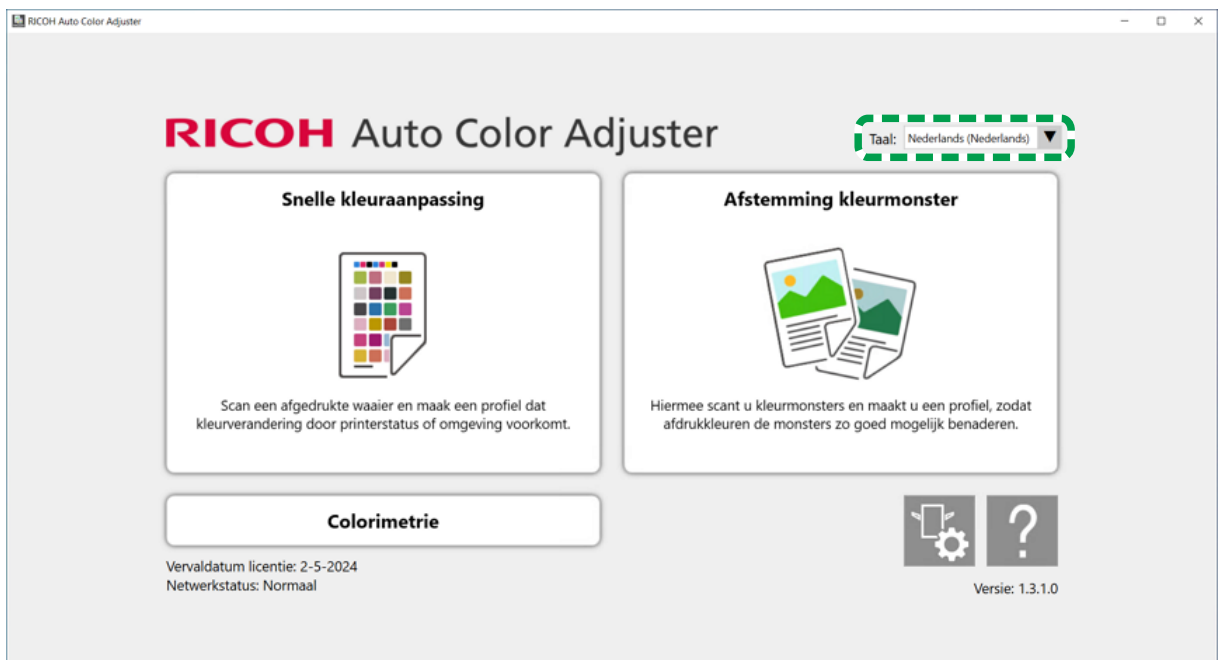 RICOH Auto Color Adjuster
RICOH Auto Color Adjuster
Taal: Nederlands (Nederlands)
Snelle kleuraanpassing
Scan een afgedrukte waaier en maak een profiel dat
kleurverandering door printerstatus of omgeving voorkomt.
Afstemming kleurmonster
Hiermee scant u kleurmonsters en maakt u een profiel, zodat
afdrukkleuren de monsters zo goed mogelijk benaderen.
Colorimetrie
?
Vervaldatum licentie: 2-5-2024
Netwerkstatus: Normaal
Versie: 1.3.1.0